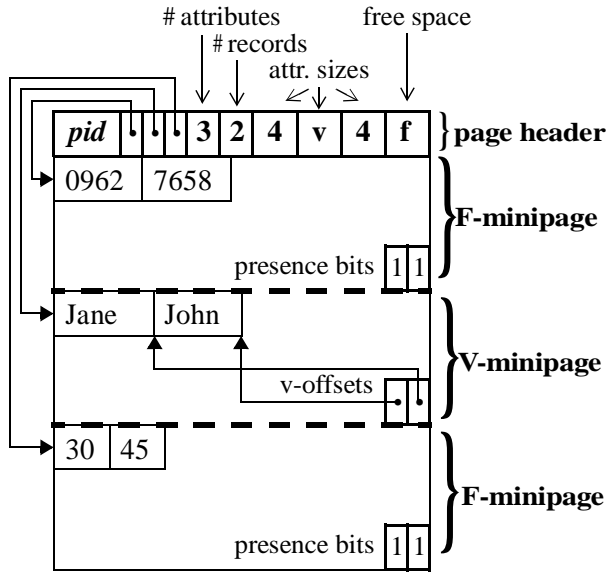 # attributes
free space
# records
attr. sizes
pid 3 2 4 v 4 f page header
0962 7658
F-minipage
presence bits 1 1
Jane John
V-minipage
v-offsets
30 45
F-minipage
presence bits 1 1